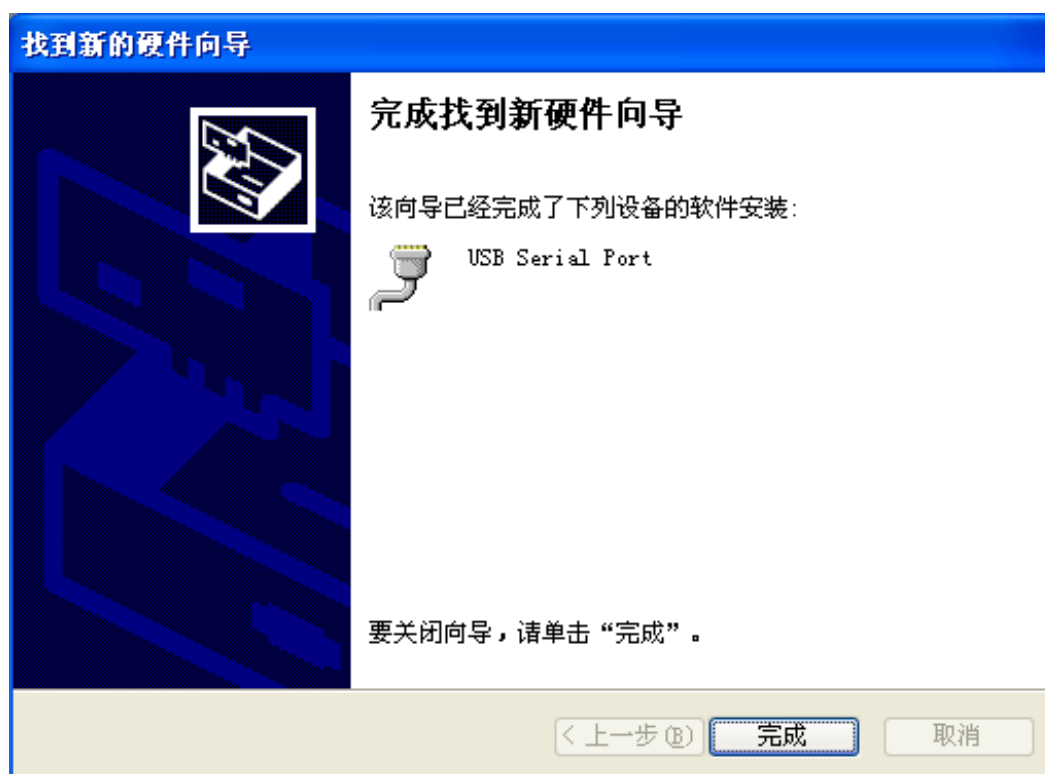 找到新的硬件向导
完成找到新硬件向导
该向导已经完成了下列设备的软件安装:
USB Serial Port
要关闭向导，请单击“完成”。
< 上一步(B)
完成
取消